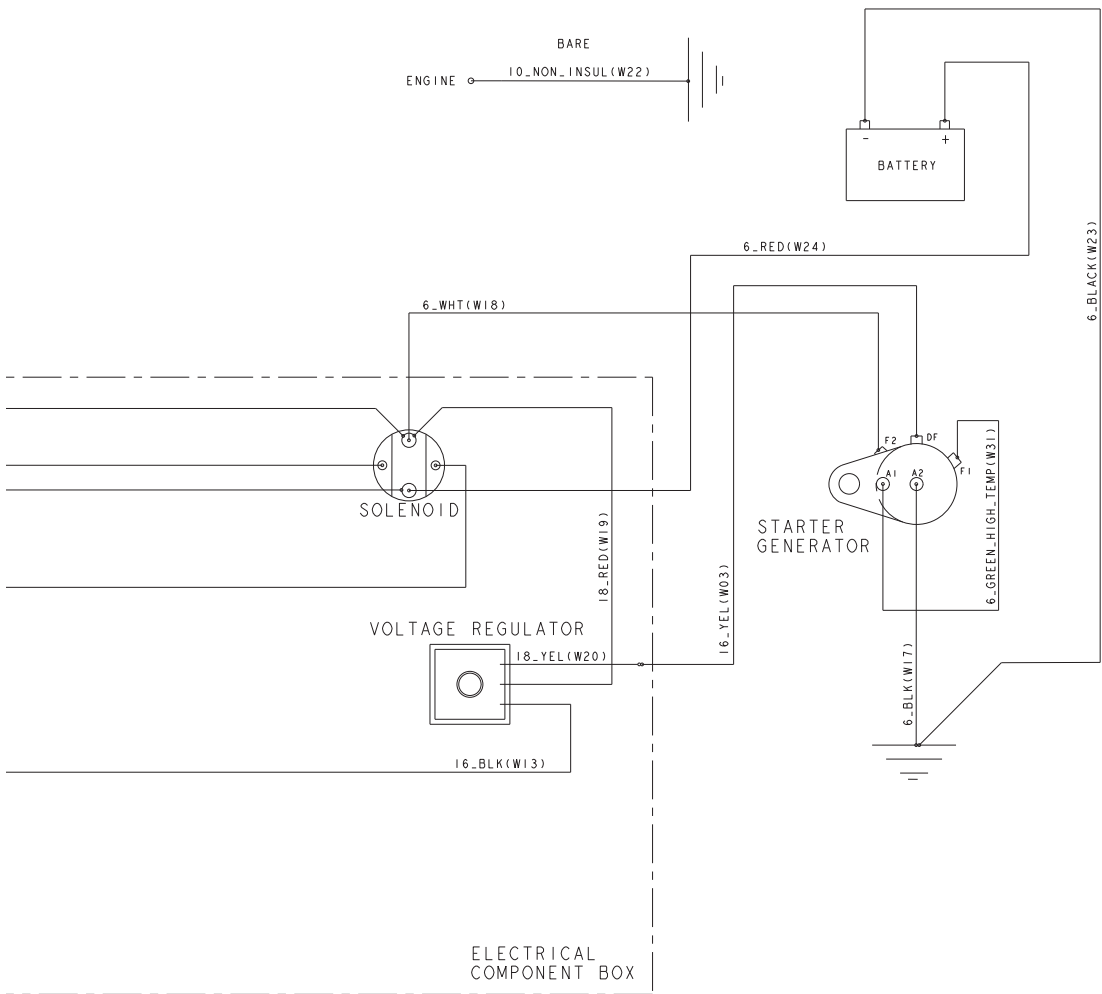 BARE
ENGINE
10_NON_INSUL(W22)
- +
BATTERY
6_BLACK(W23)
6_RED(W24)
6_WHT(W18)
F2
DF
F1
A1
A2
SOLENOID
STARTER
GENERATOR
6_GREEN_HIGH_TEMP(W31)
18_RED(W19)
16_YEL(W03)
VOLTAGE REGULATOR
18_YEL(W20)
6_BLK(W17)
16_BLK(W13)
ELECTRICAL
COMPONENT BOX